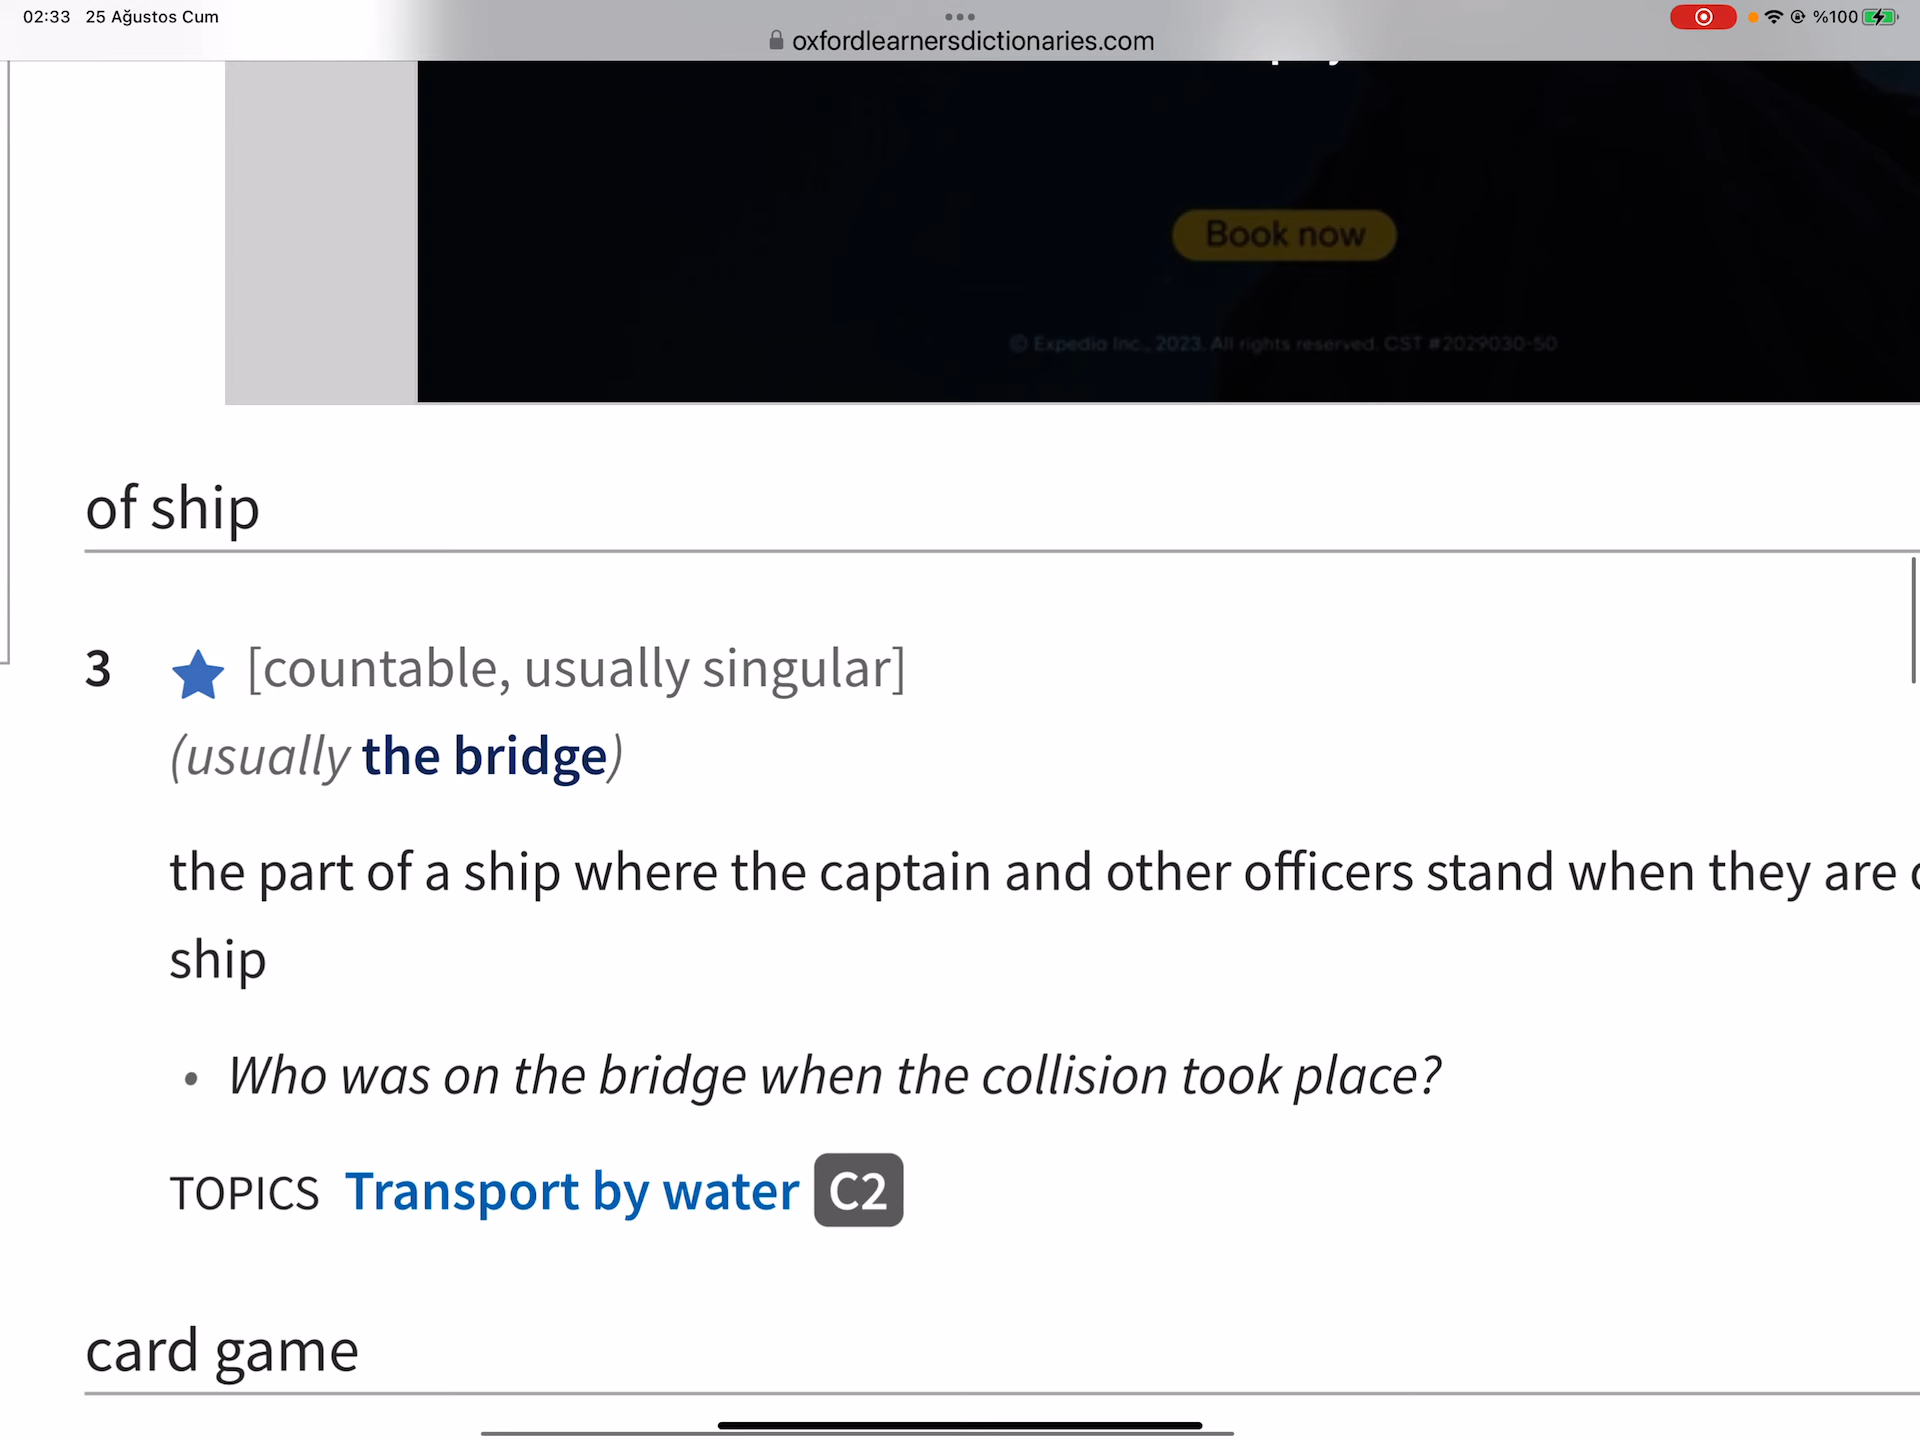 02:33 25 Ağustos Cum
%100
oxfordlearnersdictionaries.com
Book now
© Expedia Inc., 2023. All rights reserved. CST #2029030-50
of ship
3 [countable, usually singular]
(usually the bridge)
the part of a ship where the captain and other officers stand when they are
ship
• Who was on the bridge when the collision took place?
TOPICS Transport by water C2
card game